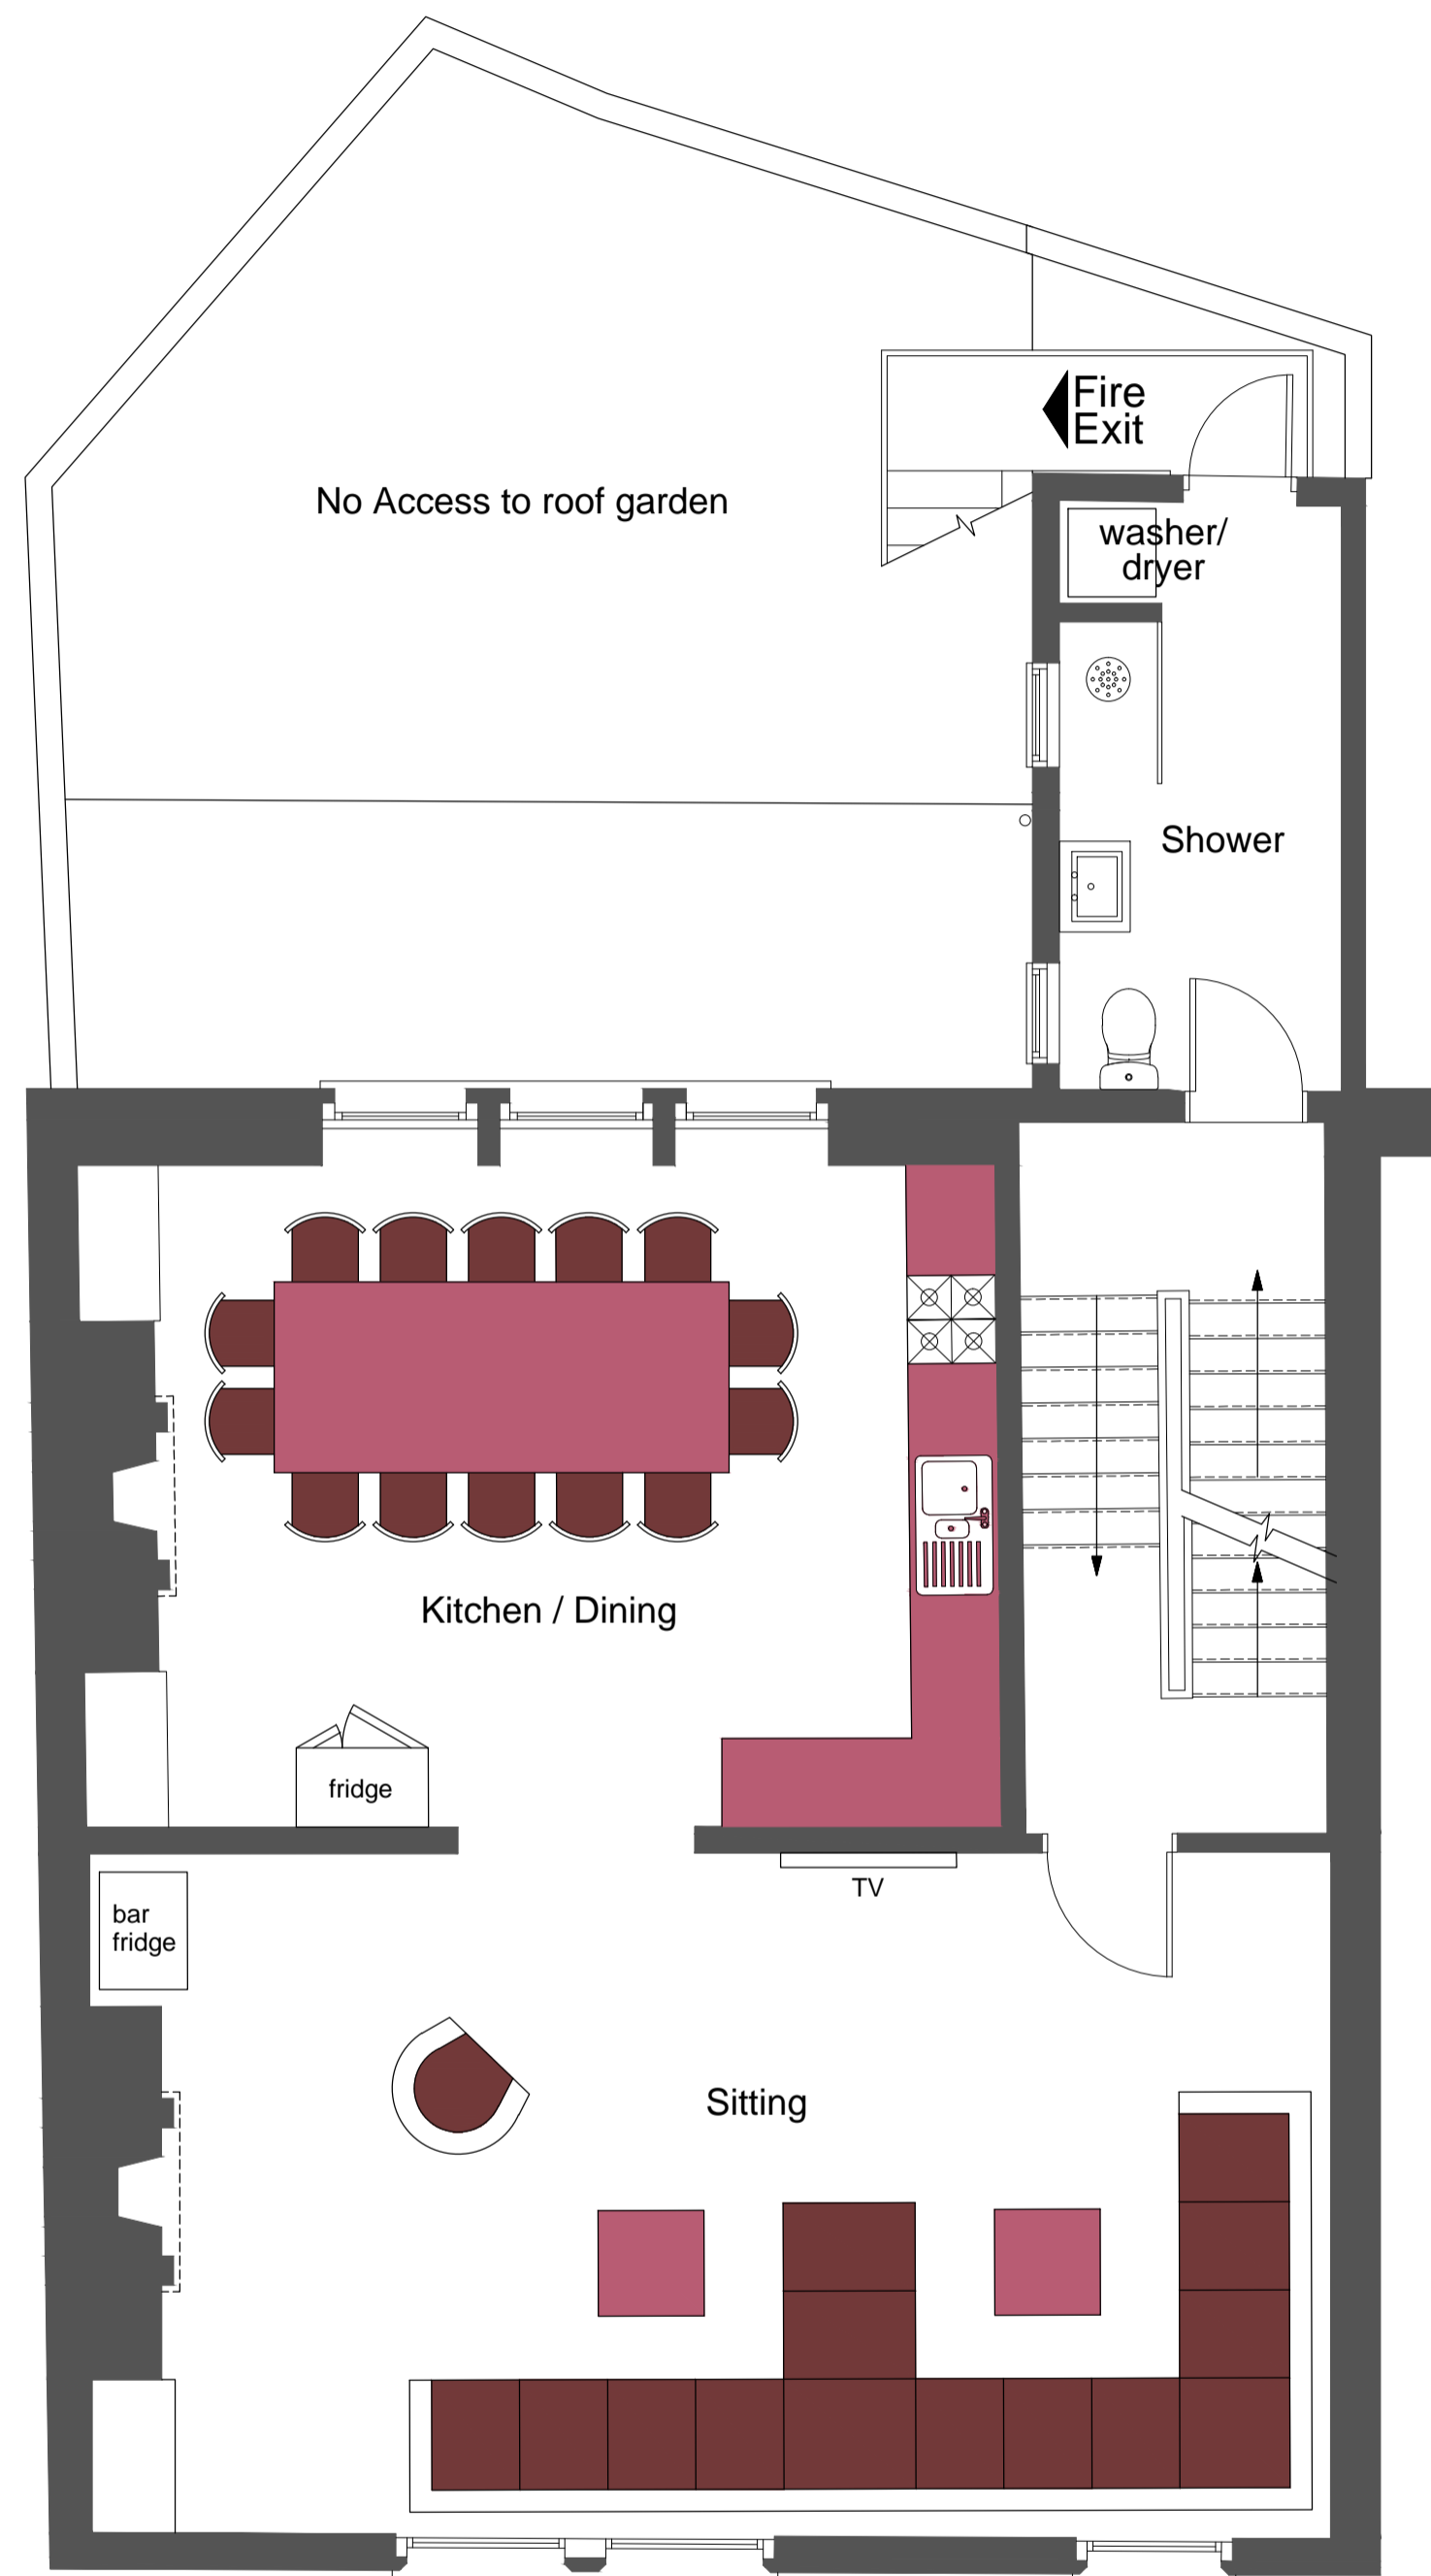 Fire
Exit
No Access to roof garden
washer/
dryer
Shower
Kitchen / Dining
fridge
TV
bar
fridge
Sitting